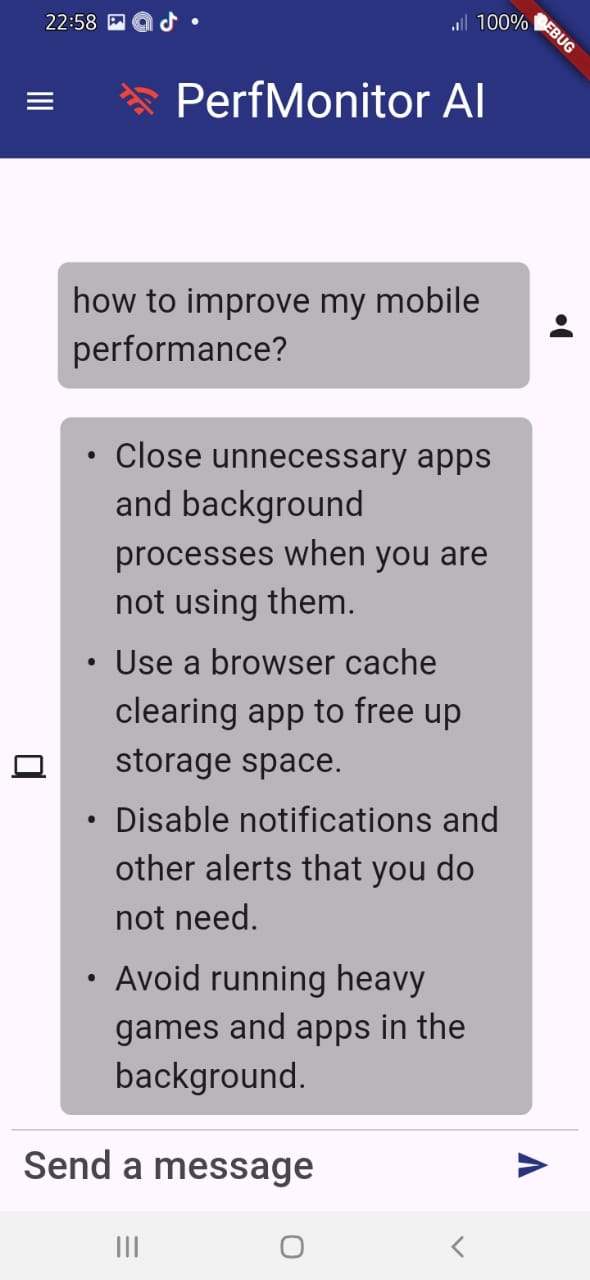 22:58
100%
DEBUG
PerfMonitor AI
how to improve my mobile
performance?
• Close unnecessary apps
and background
processes when you are
not using them.
• Use a browser cache
clearing app to free up
storage space.
• Disable notifications and
other alerts that you do
not need.
• Avoid running heavy
games and apps in the
background.
Send a message